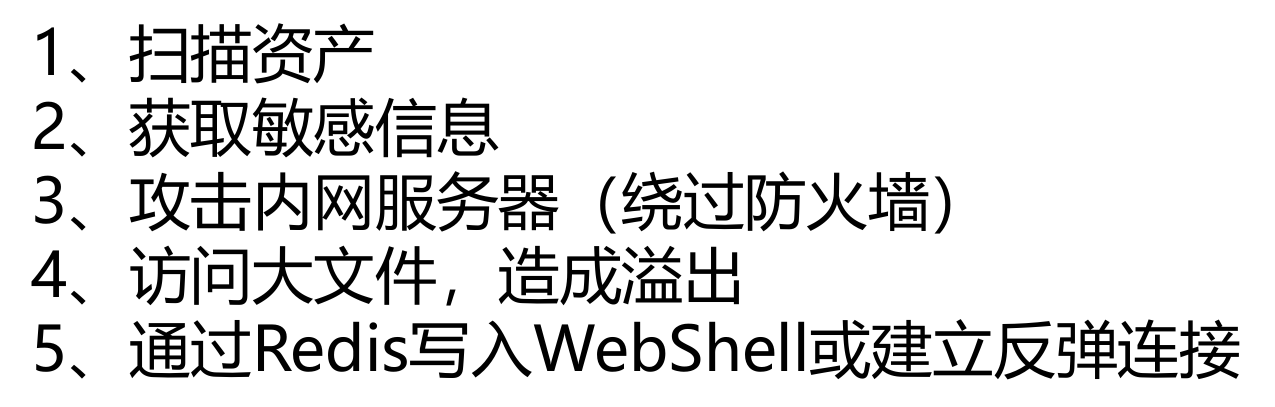 1、扫描资产
2、获取敏感信息
3、攻击内网服务器（绕过防火墙）
4、访问大文件，造成溢出
5、通过Redis写入WebShell或建立反弹连接